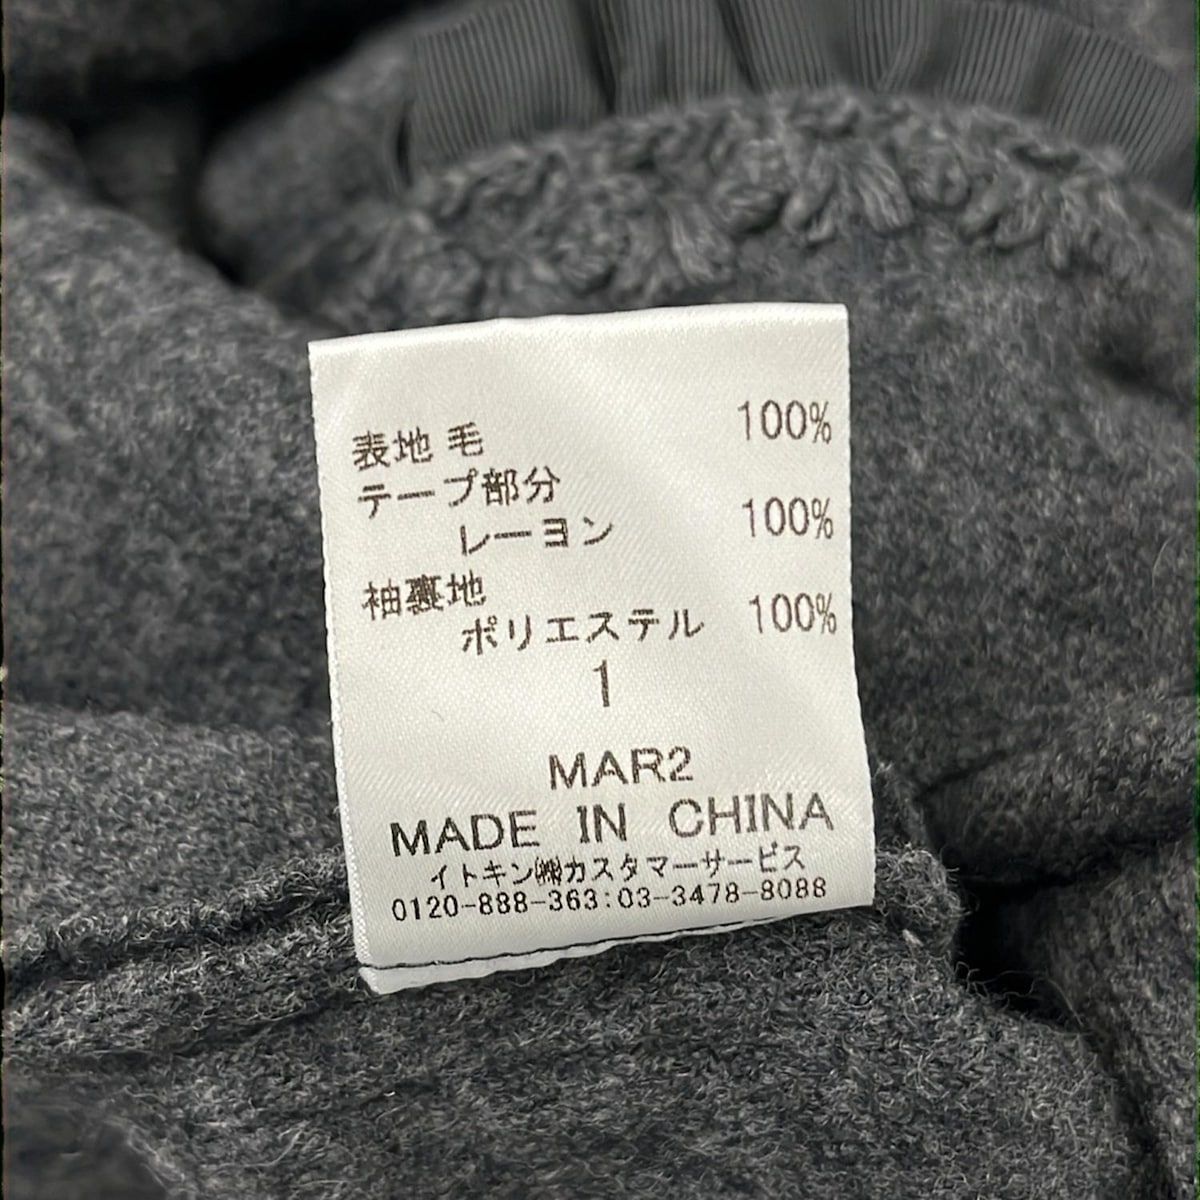 表地 毛 100%
テープ部分
レーヨン 100%
袖裏地
ポリエステル 100%
1
MAR2
MADE IN CHINA
イトキン㈱カスタマーサービス
0120-888-363:03-3478-8088